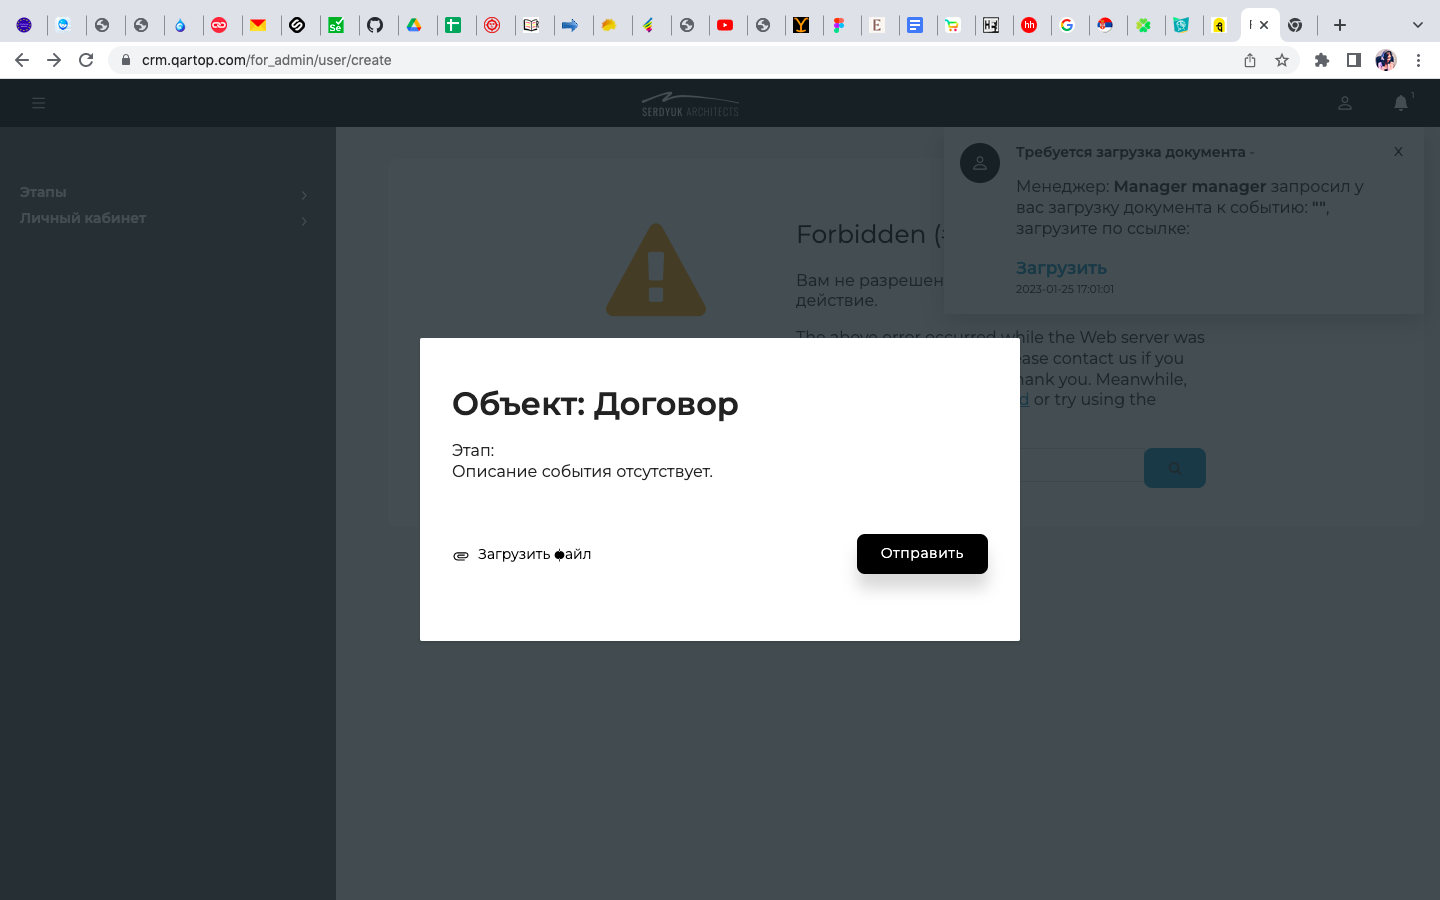 crm.qartop.com/for_admin/user/create
SERDYUK ARCHITECTS
1
Этапы
Личный кабинет
Требуется загрузка документа -
X
Менеджер: Manager manager запросил у
вас загрузку документа к событию: "",
загрузите по ссылке:
Загрузить
2023-01-25 17:01:01
Forbidden (
Вам не разрешен
действие.
The above error occurred while the Web server was
ease contact us if you
hank you. Meanwhile,
d or try using the
Объект: Договор
Этап:
Описание события отсутствует.
Загрузить файл
Отправить